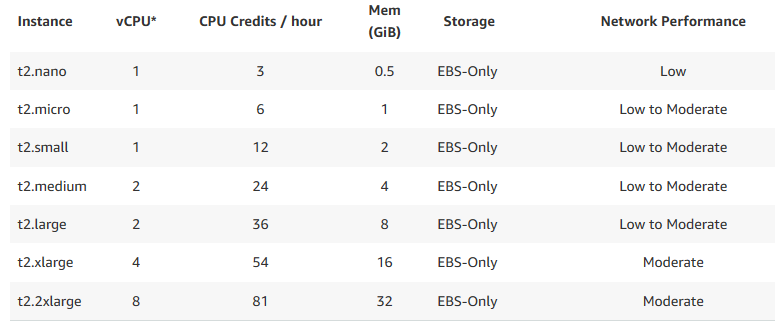 Instance vCPU* CPU Credits / hour Mem (GiB) Storage Network Performance
t2.nano 1 3 0.5 EBS-Only Low
t2.micro 1 6 1 EBS-Only Low to Moderate
t2.small 1 12 2 EBS-Only Low to Moderate
t2.medium 2 24 4 EBS-Only Low to Moderate
t2.large 2 36 8 EBS-Only Low to Moderate
t2.xlarge 4 54 16 EBS-Only Moderate
t2.2xlarge 8 81 32 EBS-Only Moderate